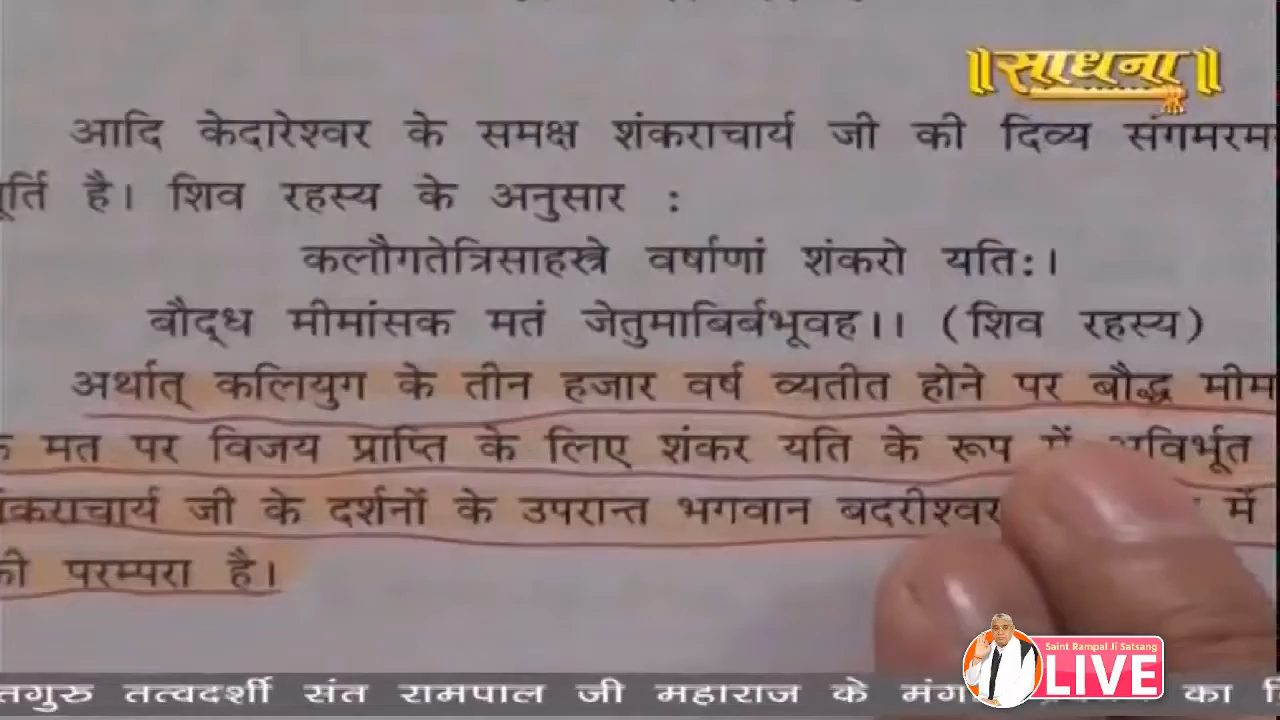 ॥साधना॥
आदि केदारेश्वर के समक्ष शंकराचार्य जी की दिव्य संगमरम
है। शिव रहस्य के अनुसार :
कलौगतेत्रिसाहस्त्रे वर्षाणां शंकरो यतिः।
बौद्ध मीमांसक मतं जेतुमाबिर्बभूवह।। (शिव रहस्य)
अर्थात् कलियुग के तीन हजार वर्ष व्यतीत होने पर बौद्ध मीम
मत पर विजय प्राप्ति के लिए शंकर यति के रूप में
जी के दर्शनों के उपरान्त भगवान बदरीश्वर में
की परम्परा है।
Saint Rampal Ji Satsang
LIVE
तत्वदर्शी संत रामपाल जी महाराज के का